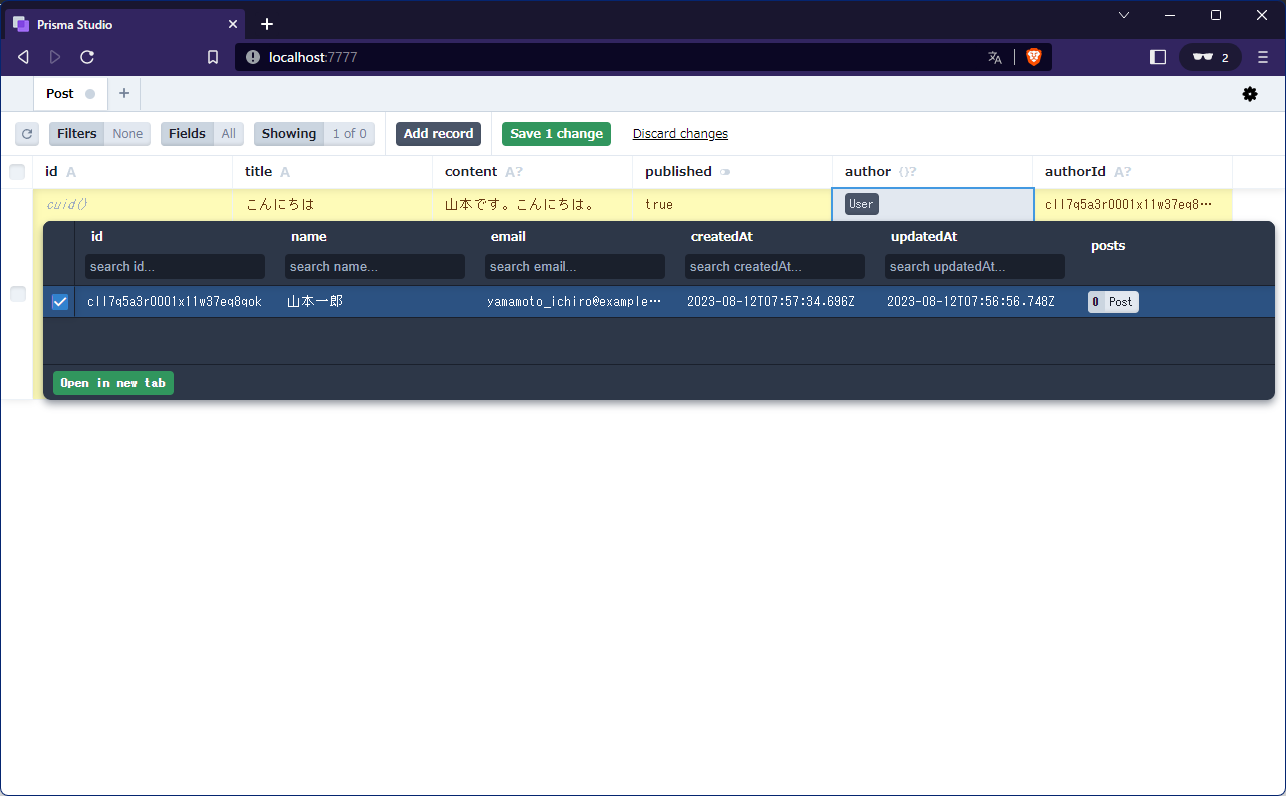 Prisma Studio
localhost:7777
2
Post
Filters None Fields All Showing 1 of 0 Add record Save 1 change Discard changes
id A title A content A? published author {}? authorId A?
cuid() こんにちは 山本です。こんにちは。 true User cll7q5a3r0001x11w37eq8…
id name email createdAt updatedAt posts
search id... search name... search email... search createdAt... search updatedAt...
cll7q5a3r0001x11w37eq8qok 山本一郎 yamamoto_ichiro@example… 2023-08-12T07:57:34.696Z 2023-08-12T07:56:56.748Z 0 Post
Open in new tab